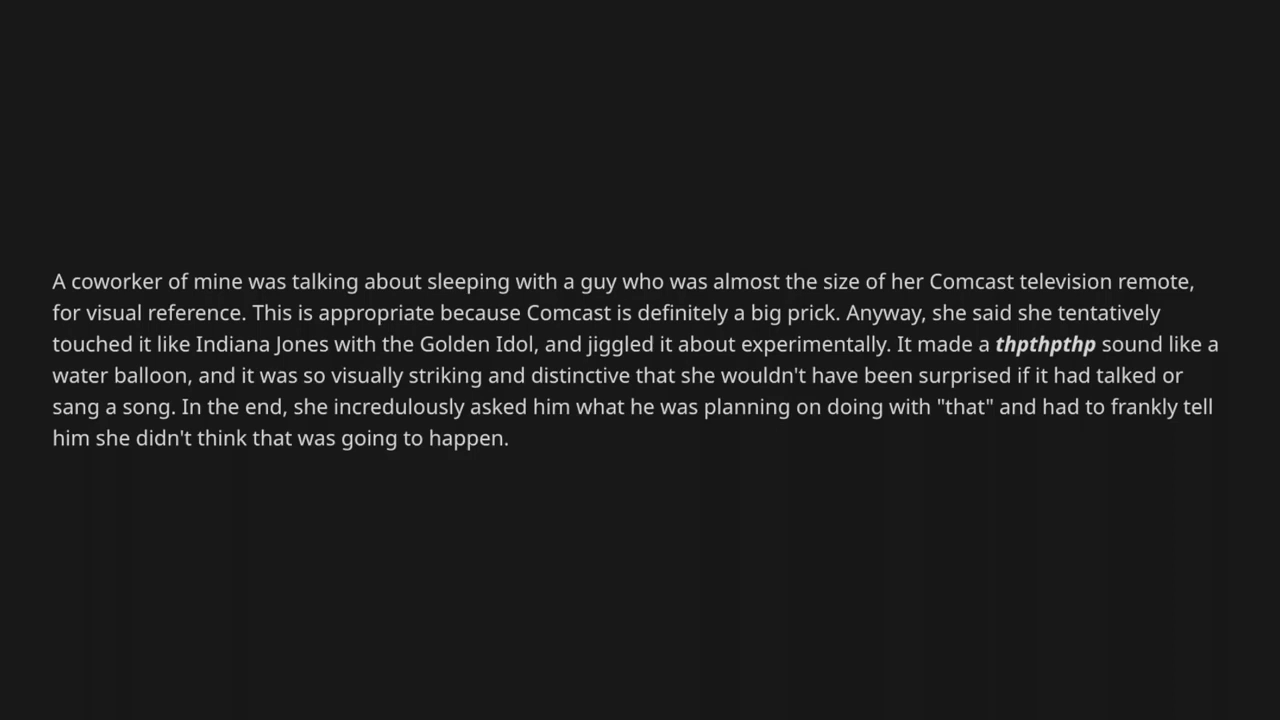 A coworker of mine was talking about sleeping with a guy who was almost the size of her Comcast television remote,
for visual reference. This is appropriate because Comcast is definitely a big prick. Anyway, she said she tentatively
touched it like Indiana Jones with the Golden Idol, and jiggled it about experimentally. It made a thpthpthp sound like a
water balloon, and it was so visually striking and distinctive that she wouldn't have been surprised if it had talked or
sang a song. In the end, she incredulously asked him what he was planning on doing with "that" and had to frankly tell
him she didn't think that was going to happen.